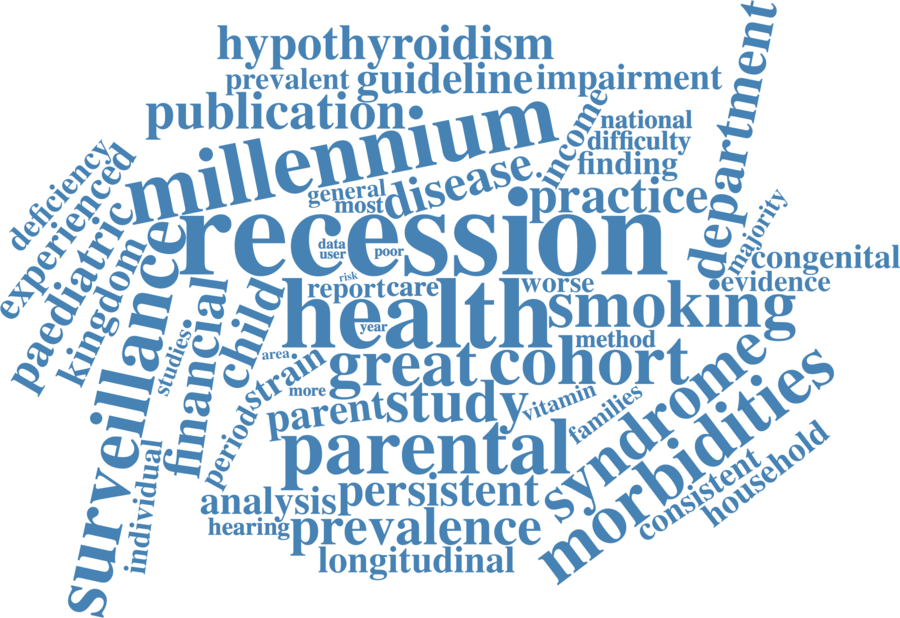 hypothyroidism
prevalent guideline impairment
publication
department
income
national
millennium
difficulty
deficiency
general
disease
finding
experienced
most
practice
majority
recession
paediatric
data
user
poor
congenital
kingdom
surveillance
risk
report care
worse
evidence
health
smoking
year
financial
child
studies
area
method
great cohort
strain
more
syndrome
parent study
vitamin
families
morbidities
period
parental
individual
consistent
household
analysis persistent
hearing prevalence
longitudinal